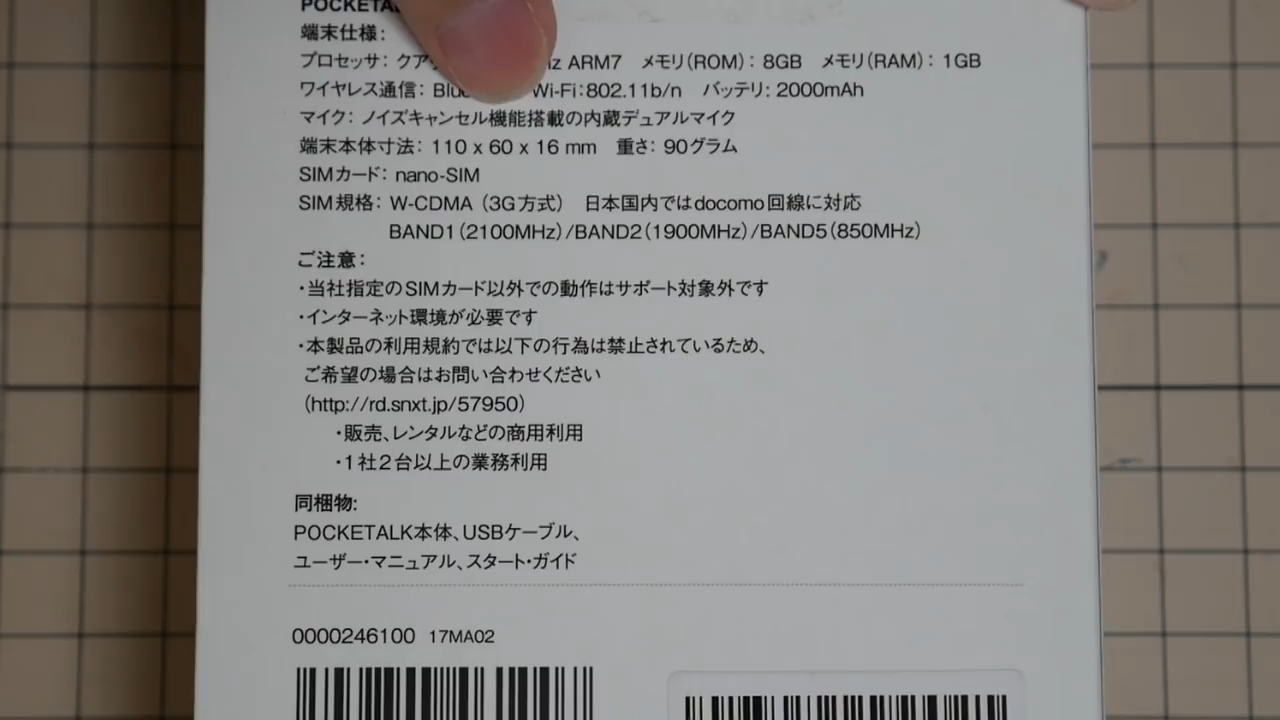 POCKETA
端末仕様:
プロセッサ: クア ARM7 メモリ(ROM): 8GB メモリ(RAM): 1GB
ワイヤレス通信: Wi-Fi:802.11b/n バッテリ: 2000mAh
マイク: ノイズキャンセル機能搭載の内蔵デュアルマイク
端末本体寸法: 110 x 60 x 16 mm 重さ: 90グラム
SIMカード: nano-SIM
SIM規格: W-CDMA (3G方式) 日本国内ではdocomo回線に対応
BAND1(2100MHz)/BAND2(1900MHz)/BAND5(850MHz)
ご注意:
・当社指定のSIMカード以外での動作はサポート対象外です
・インターネット環境が必要です
・本製品の利用規約では以下の行為は禁止されているため、
ご希望の場合はお問い合わせください
(http://rd.snxt.jp/57950)
・販売、レンタルなどの商用利用
・1社2台以上の業務利用
同梱物:
POCKETALK本体、USBケーブル、
ユーザー・マニュアル、スタート・ガイド
0000246100 17MA02